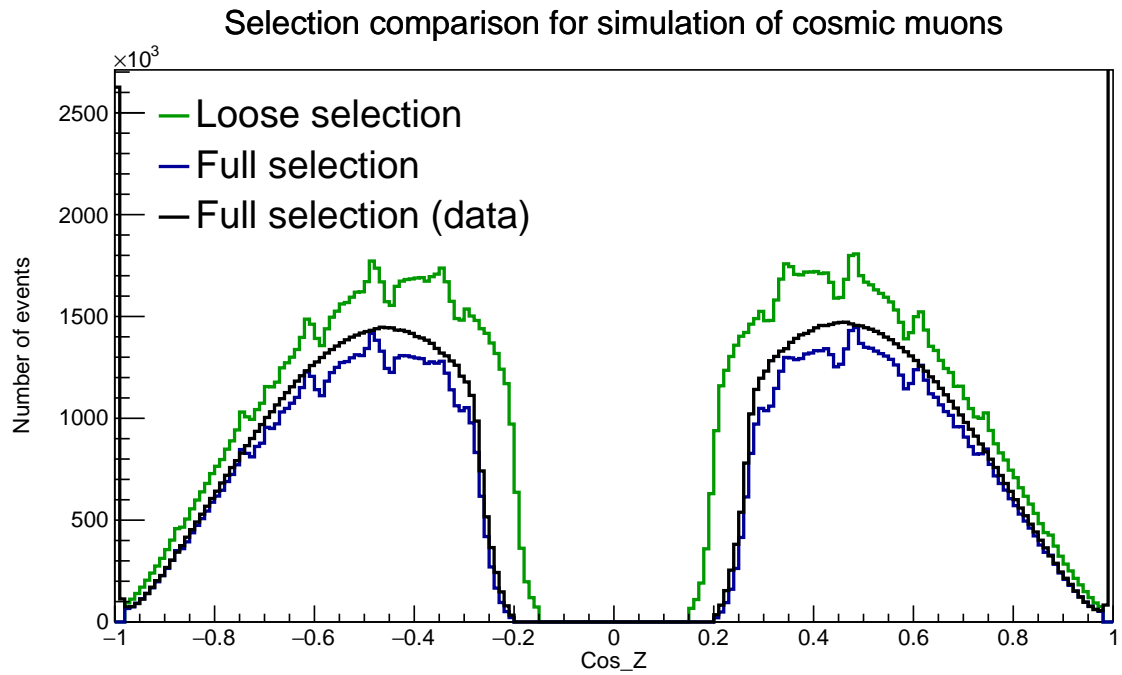 Selection comparison for simulation of cosmic muons
×10³
2500
2000
1500
1000
500
0
Number of events
Loose selection
Full selection
Full selection (data)
−1 −0.8 −0.6 −0.4 −0.2 0 0.2 0.4 0.6 0.8 1
Cos_Z